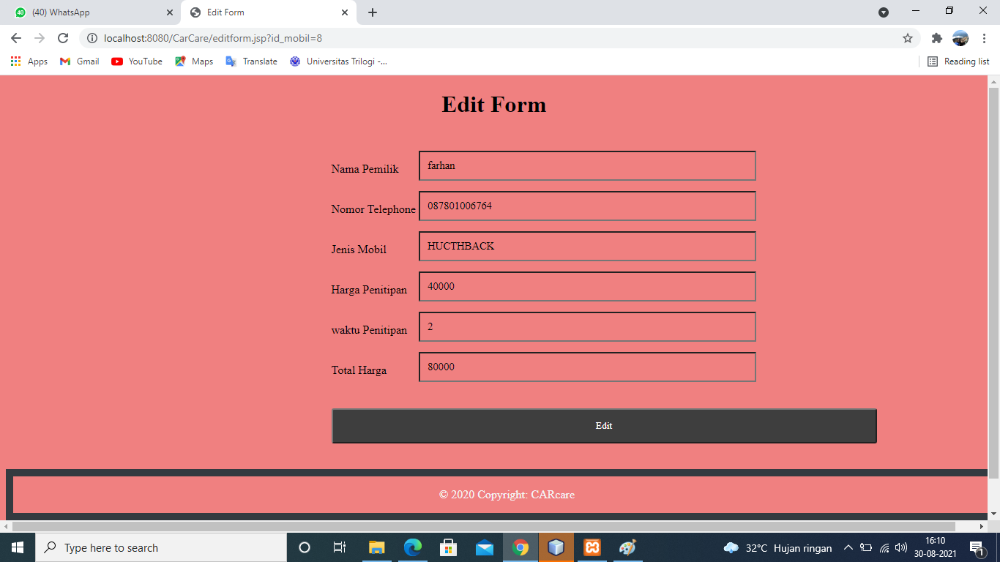 (40) WhatsApp
Edit Form
localhost:8080/CarCare/editform.jsp?id_mobil=8
Apps Gmail YouTube Maps Translate Universitas Trilogi -... Reading list
Edit Form
Nama Pemilik farhan
Nomor Telephone 087801006764
Jenis Mobil HUCTHBACK
Harga Penitipan 40000
waktu Penitipan 2
Total Harga 80000
Edit
© 2020 Copyright: CARcare
Type here to search
32°C Hujan ringan
16:10
30-08-2021
1